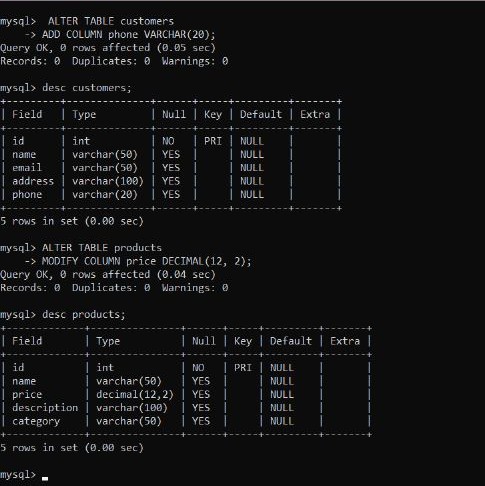 mysql>  ALTER TABLE customers
    -> ADD COLUMN phone VARCHAR(20);
Query OK, 0 rows affected (0.05 sec)
Records: 0  Duplicates: 0  Warnings: 0
mysql> desc customers;
+---------+--------------+------+-----+---------+-------+
| Field   | Type         | Null | Key | Default | Extra |
+---------+--------------+------+-----+---------+-------+
| id      | int          | NO   | PRI | NULL    |       |
| name    | varchar(50)  | YES  |     | NULL    |       |
| email   | varchar(50)  | YES  |     | NULL    |       |
| address | varchar(100) | YES  |     | NULL    |       |
| phone   | varchar(20)  | YES  |     | NULL    |       |
+---------+--------------+------+-----+---------+-------+
5 rows in set (0.00 sec)
mysql> ALTER TABLE products
    -> MODIFY COLUMN price DECIMAL(12, 2);
Query OK, 0 rows affected (0.04 sec)
Records: 0  Duplicates: 0  Warnings: 0
mysql> desc products;
+-------------+---------------+------+-----+---------+-------+
| Field       | Type          | Null | Key | Default | Extra |
+-------------+---------------+------+-----+---------+-------+
| id          | int           | NO   | PRI | NULL    |       |
| name        | varchar(50)   | YES  |     | NULL    |       |
| price       | decimal(12,2) | YES  |     | NULL    |       |
| description | varchar(100)  | YES  |     | NULL    |       |
| category    | varchar(50)   | YES  |     | NULL    |       |
+-------------+---------------+------+-----+---------+-------+
5 rows in set (0.00 sec)
mysql>